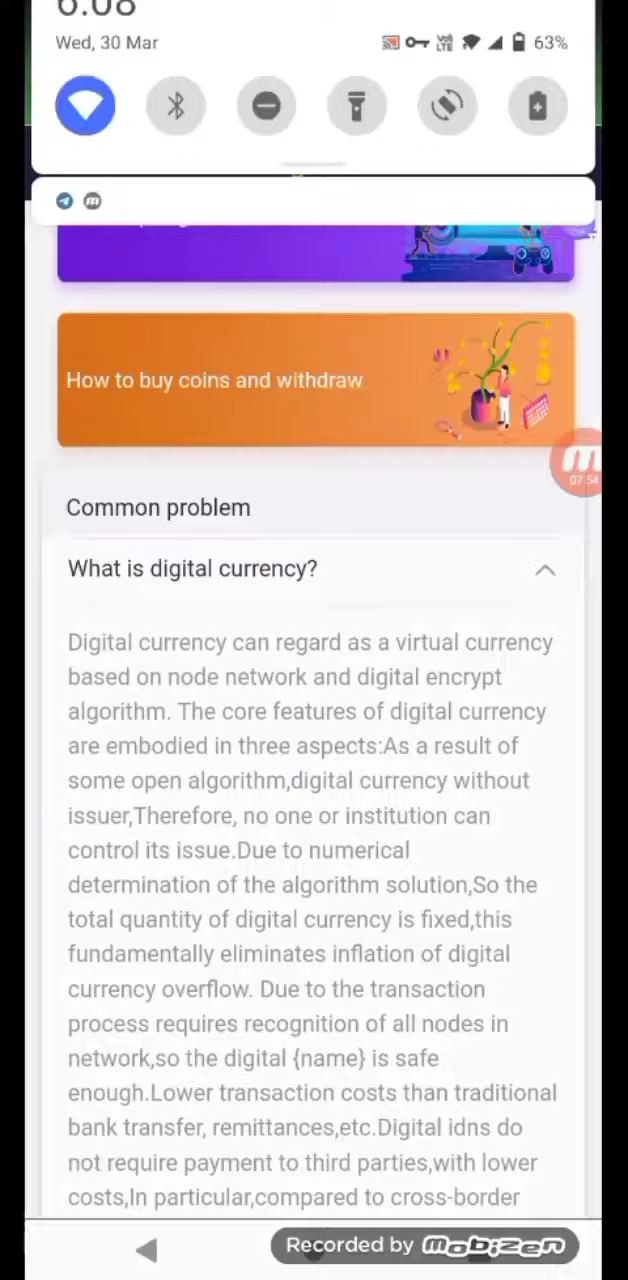 6:08
Wed, 30 Mar
Vo
LTE
63%
m
How to buy coins and withdraw
m
07:54
Common problem
What is digital currency?
Digital currency can regard as a virtual currency
based on node network and digital encrypt
algorithm. The core features of digital currency
are embodied in three aspects:As a result of
some open algorithm,digital currency without
issuer,Therefore, no one or institution can
control its issue.Due to numerical
determination of the algorithm solution,So the
total quantity of digital currency is fixed,this
fundamentally eliminates inflation of digital
currency overflow. Due to the transaction
process requires recognition of all nodes in
network,so the digital {name} is safe
enough.Lower transaction costs than traditional
bank transfer, remittances,etc.Digital idns do
not require payment to third parties,with lower
costs,In particular,compared to cross-border
Recorded by mobizen